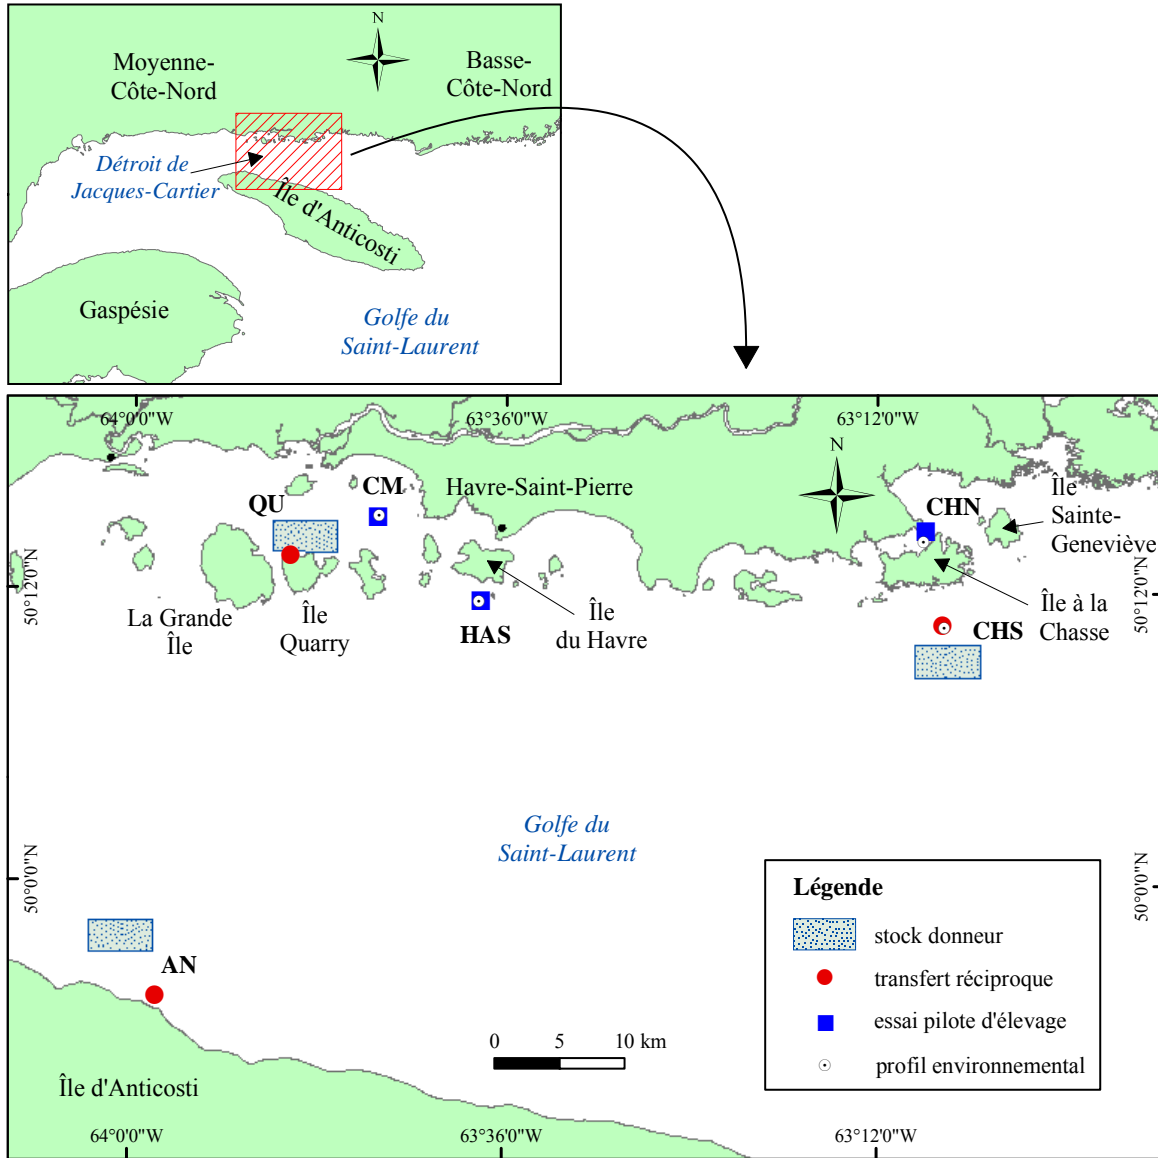 N
Moyenne-
Côte-Nord
Basse-
Côte-Nord
Détroit de
Jacques-Cartier
Île d'Anticosti
Gaspésie
Golfe du
Saint-Laurent
64°0'0"W
63°36'0"W
63°12'0"W
N
CM
Havre-Saint-Pierre
QU
CHN
Île
Sainte-
Geneviève
50°12'0"N
50°12'0"N
La Grande
Île
Île
Quarry
HAS
Île
du Havre
Île à la
Chasse
CHS
Golfe du
Saint-Laurent
50°0'0"N
50°0'0"N
AN
Légende
stock donneur
transfert réciproque
essai pilote d'élevage
profil environnemental
0 5 10 km
Île d'Anticosti
64°0'0"W
63°36'0"W
63°12'0"W